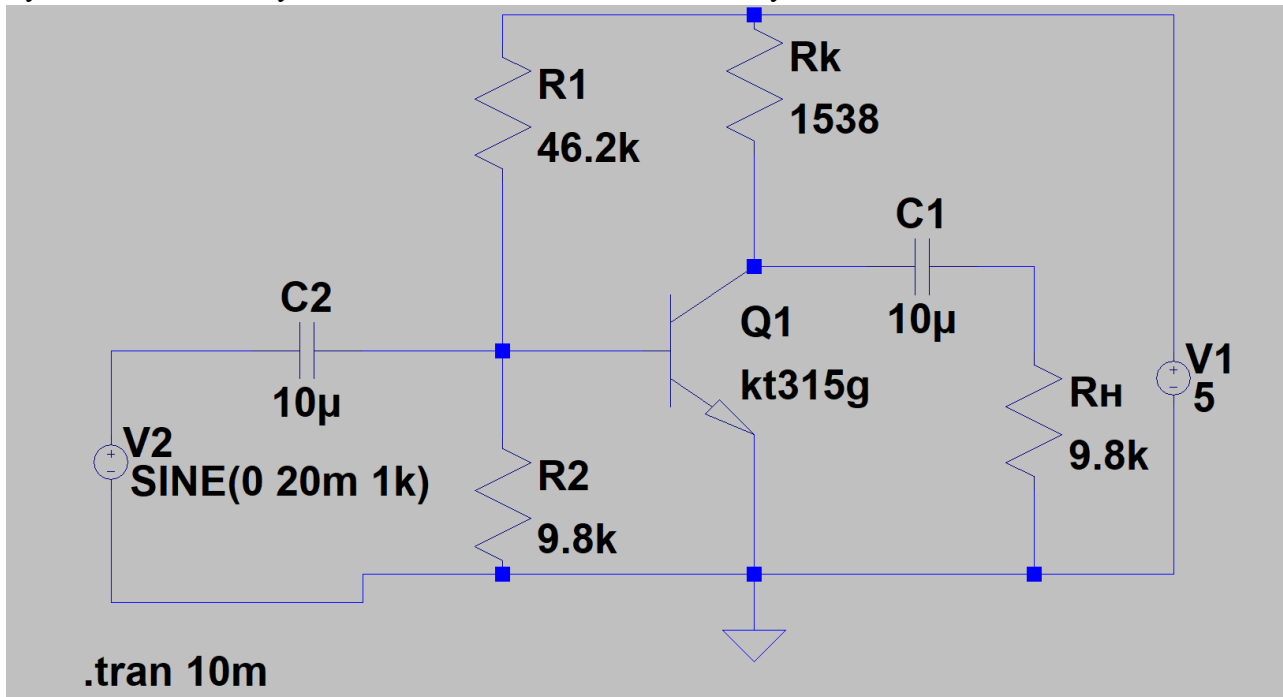 R1
46.2k
Rk
1538
C1
10µ
C2
10µ
Q1
kt315g
V1
5
Rн
9.8k
V2
SINE(0 20m 1k)
R2
9.8k
.tran 10m